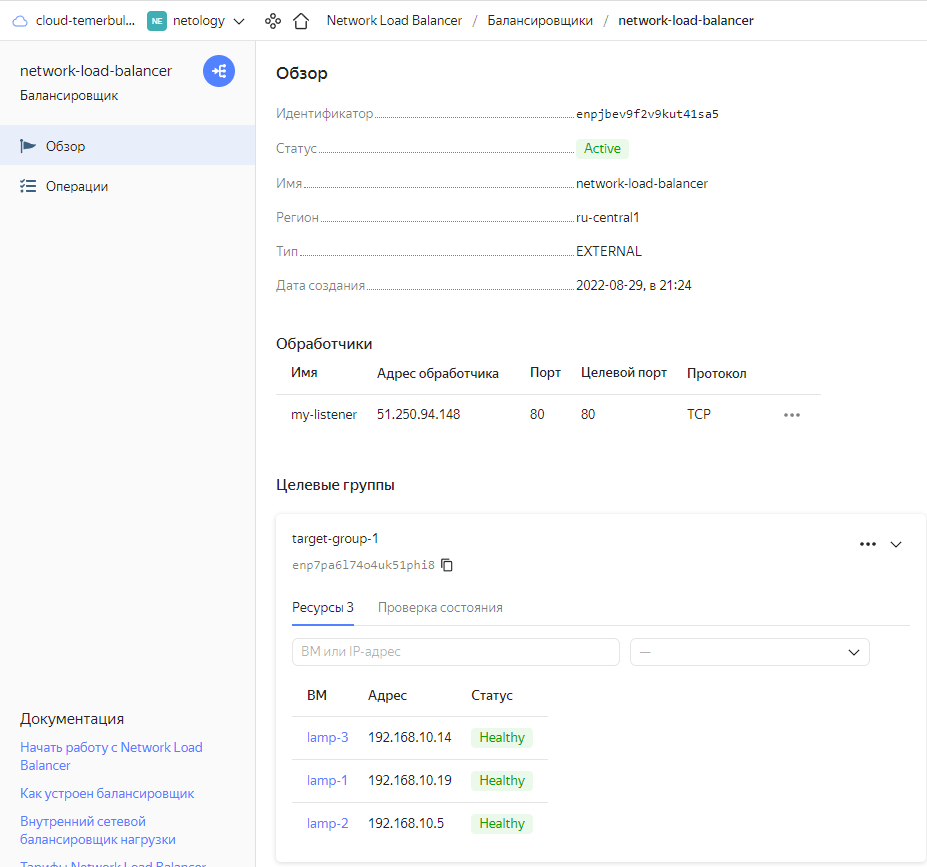 cloud-temerbul... NE netology Network Load Balancer / Балансировщики / network-load-balancer
network-load-balancer
Балансировщик
Обзор
Операции
Документация
Начать работу с Network Load
Balancer
Как устроен балансировщик
Внутренний сетевой
балансировщик нагрузки
Тарифы Network Load Balancer
Обзор
Идентификатор enpjbev9f2v9kut41sa5
Статус Active
Имя network-load-balancer
Регион ru-central1
Тип EXTERNAL
Дата создания 2022-08-29, в 21:24
Обработчики
Имя Адрес обработчика Порт Целевой порт Протокол
my-listener 51.250.94.148 80 80 TCP
Целевые группы
target-group-1
enp7pa6l74o4uk51phi8
Ресурсы 3 Проверка состояния
ВМ или IP-адрес —
ВМ Адрес Статус
lamp-3 192.168.10.14 Healthy
lamp-1 192.168.10.19 Healthy
lamp-2 192.168.10.5 Healthy